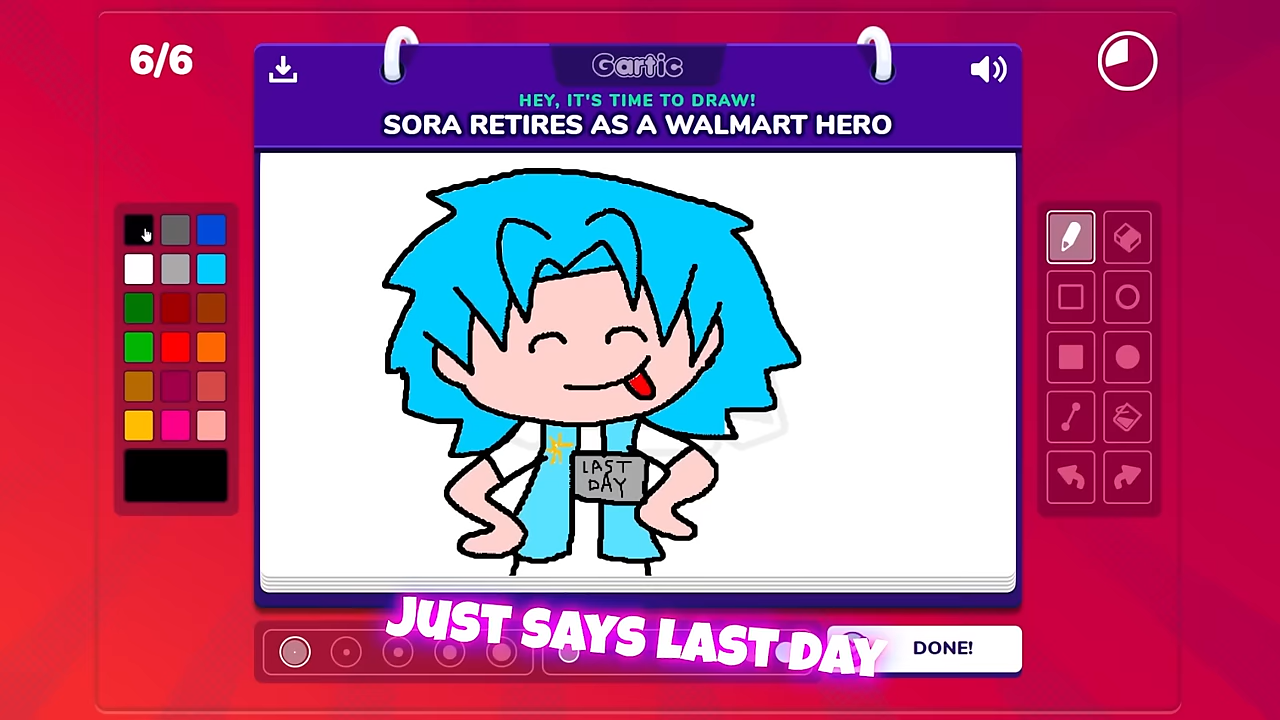 6/6
Gartic
HEY, IT'S TIME TO DRAW!
SORA RETIRES AS A WALMART HERO
LAST
DAY
JUST SAYS LAST DAY
DONE!